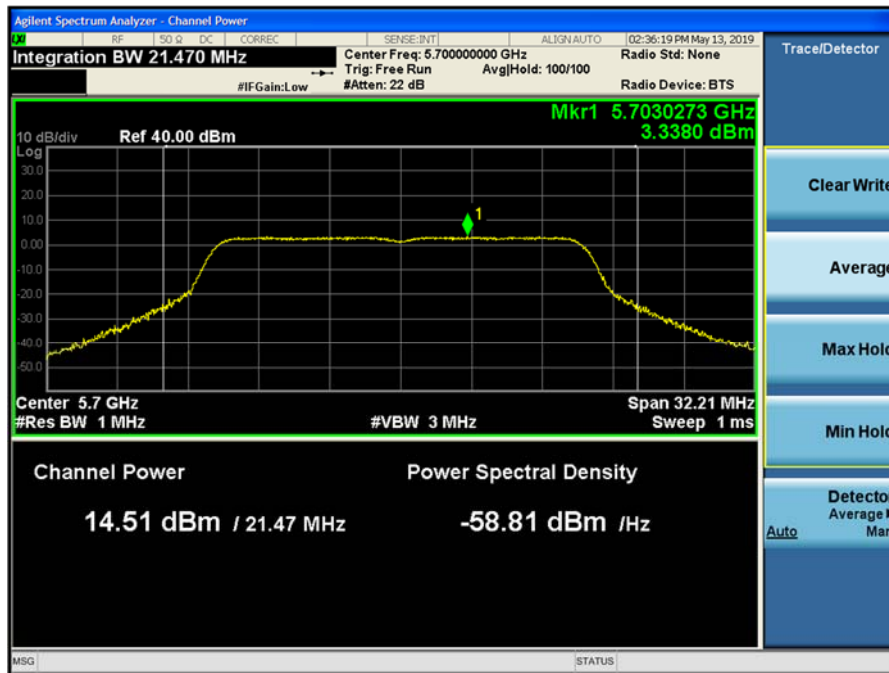 Agilent Spectrum Analyzer - Channel Power
LXI RF 50 Ω DC CORREC SENSE:INT ALIGN AUTO 02:36:19 PM May 13, 2019
Integration BW 21.470 MHz
Center Freq: 5.700000000 GHz
Radio Std: None
Trig: Free Run
Avg|Hold: 100/100
#IFGain:Low
#Atten: 22 dB
Radio Device: BTS
Mkr1 5.7030273 GHz
3.3380 dBm
10 dB/div
Ref 40.00 dBm
Log
30.0
20.0
10.0
0.00
-10.0
-20.0
-30.0
-40.0
-50.0
1
Center 5.7 GHz
Span 32.21 MHz
#Res BW 1 MHz
#VBW 3 MHz
Sweep 1 ms
Channel Power
Power Spectral Density
14.51 dBm / 21.47 MHz
-58.81 dBm /Hz
MSG
STATUS
Trace/Detector
Clear Write
Average
Max Hold
Min Hold
Detecto
Average
Auto
Man